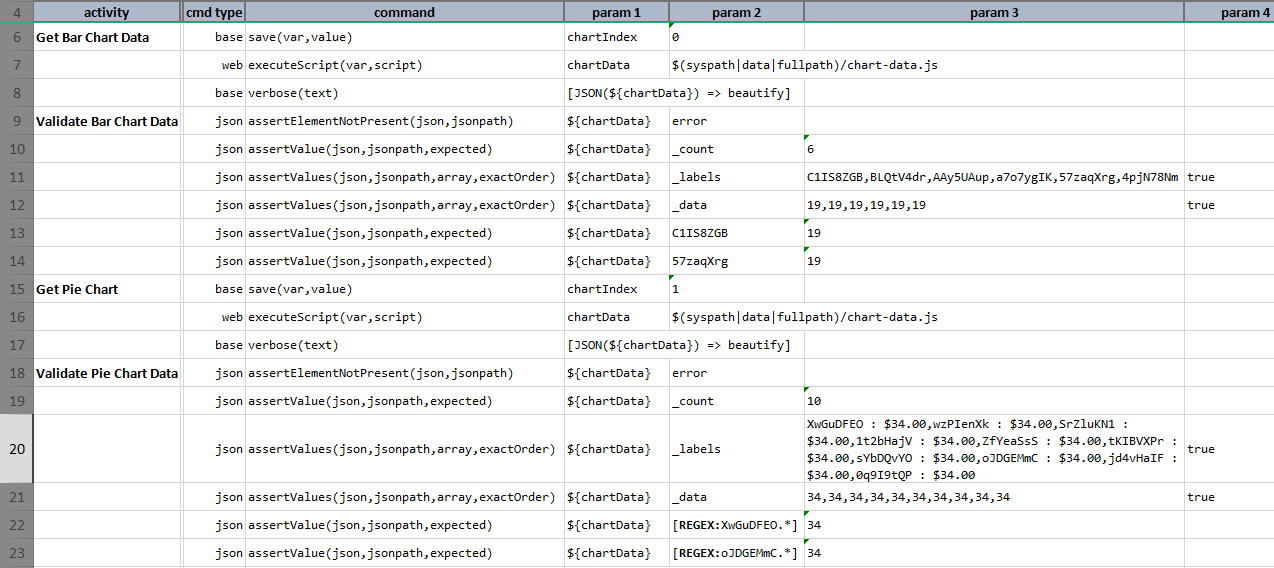 4 activity cmd type command param 1 param 2 param 3 param 4
6 Get Bar Chart Data base save(var,value) chartIndex 0
7 web executeScript(var,script) chartData $(syspath|data|fullpath)/chart-data.js
8 base verbose(text) [JSON(${chartData}) => beautify]
9 Validate Bar Chart Data json assertElementNotPresent(json,jsonpath) ${chartData} error
10 json assertValue(json,jsonpath,expected) ${chartData} _count 6
11 json assertValues(json,jsonpath,array,exactOrder) ${chartData} _labels C1IS8ZGB,BLQtV4dr,AAy5UAup,a7o7ygIK,57zaqXrg,4pjN78Nm true
12 json assertValues(json,jsonpath,array,exactOrder) ${chartData} _data 19,19,19,19,19,19 true
13 json assertValue(json,jsonpath,expected) ${chartData} C1IS8ZGB 19
14 json assertValue(json,jsonpath,expected) ${chartData} 57zaqXrg 19
15 Get Pie Chart base save(var,value) chartIndex 1
16 web executeScript(var,script) chartData $(syspath|data|fullpath)/chart-data.js
17 base verbose(text) [JSON(${chartData}) => beautify]
18 Validate Pie Chart Data json assertElementNotPresent(json,jsonpath) ${chartData} error
19 json assertValue(json,jsonpath,expected) ${chartData} _count 10
20 json assertValues(json,jsonpath,array,exactOrder) ${chartData} _labels XwGuDFEO : $34.00,wzPIenXk : $34.00,SrZluKN1 :
$34.00,1t2bHajV : $34.00,ZfYeaSsS : $34.00,tKIBVXPr :
$34.00,sYbDQvYO : $34.00,oJDGEMmC : $34.00,jd4vHaIF :
$34.00,0q9I9tQP : $34.00 true
21 json assertValues(json,jsonpath,array,exactOrder) ${chartData} _data 34,34,34,34,34,34,34,34,34,34 true
22 json assertValue(json,jsonpath,expected) ${chartData} [REGEX:XwGuDFEO.*] 34
23 json assertValue(json,jsonpath,expected) ${chartData} [REGEX:oJDGEMmC.*] 34